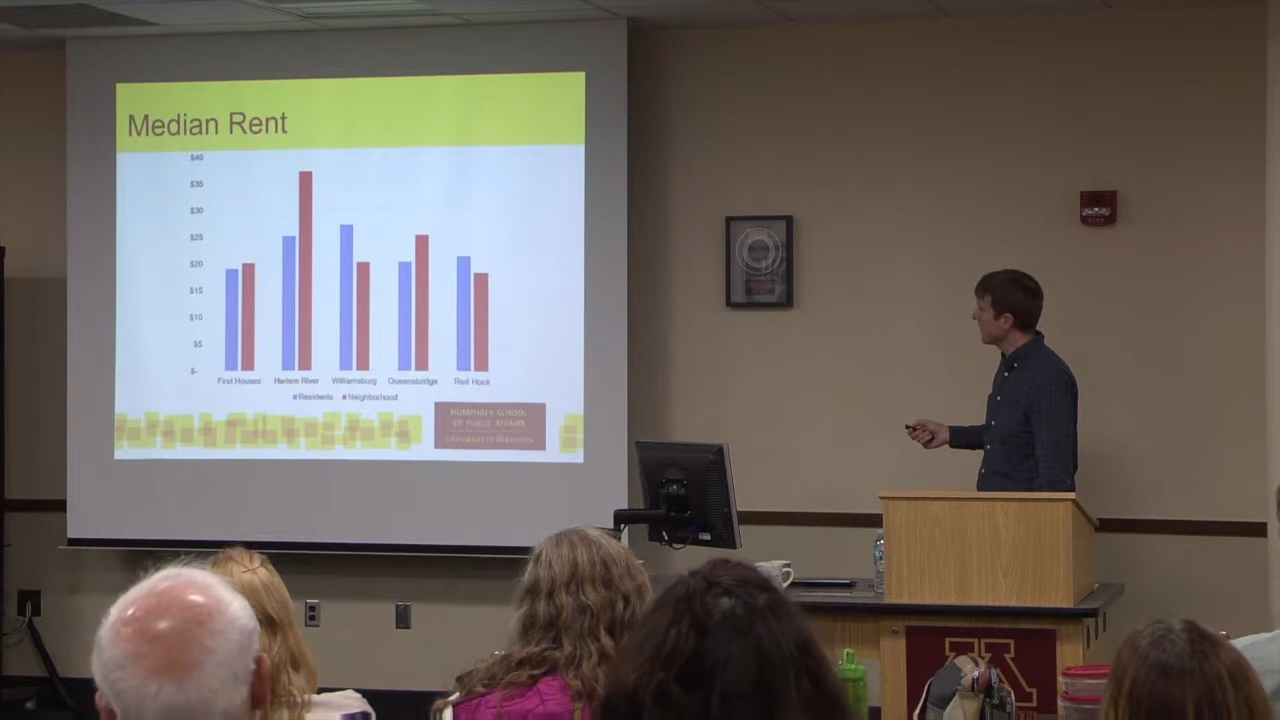 Median Rent
$40
$35
$30
$25
$20
$15
$10
$5
$-
First Houses Harlem River Williamsburg Queensbridge Red Hook
Residents Neighborhood
HUMPHREY SCHOOL
OF PUBLIC AFFAIRS
UNIVERSITY OF MINNESOTA
FIRE